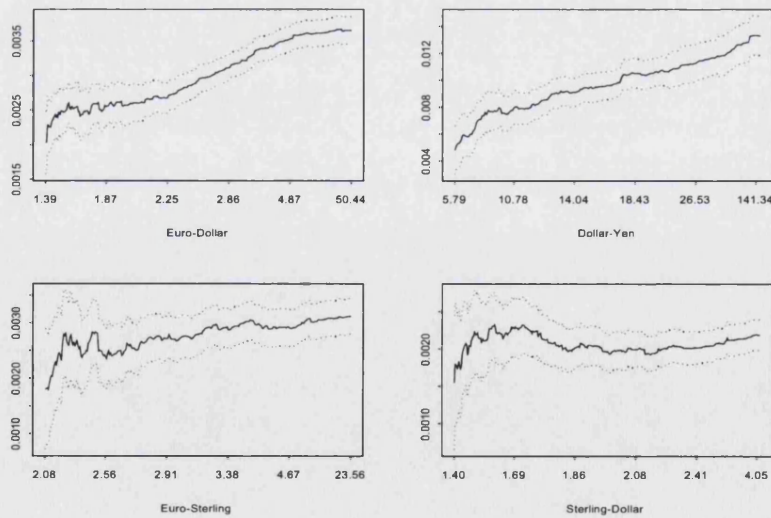 0.0035
0.0025
0.0015
1.39 1.87 2.25 2.86 4.87 50.44
Euro-Dollar
0.012
0.008
0.004
5.79 10.78 14.04 18.43 26.53 141.34
Dollar-Yen
0.0030
0.0020
0.0010
2.08 2.56 2.91 3.38 4.67 23.56
Euro-Sterling
0.0020
0.0010
1.40 1.69 1.86 2.08 2.41 4.05
Sterling-Dollar